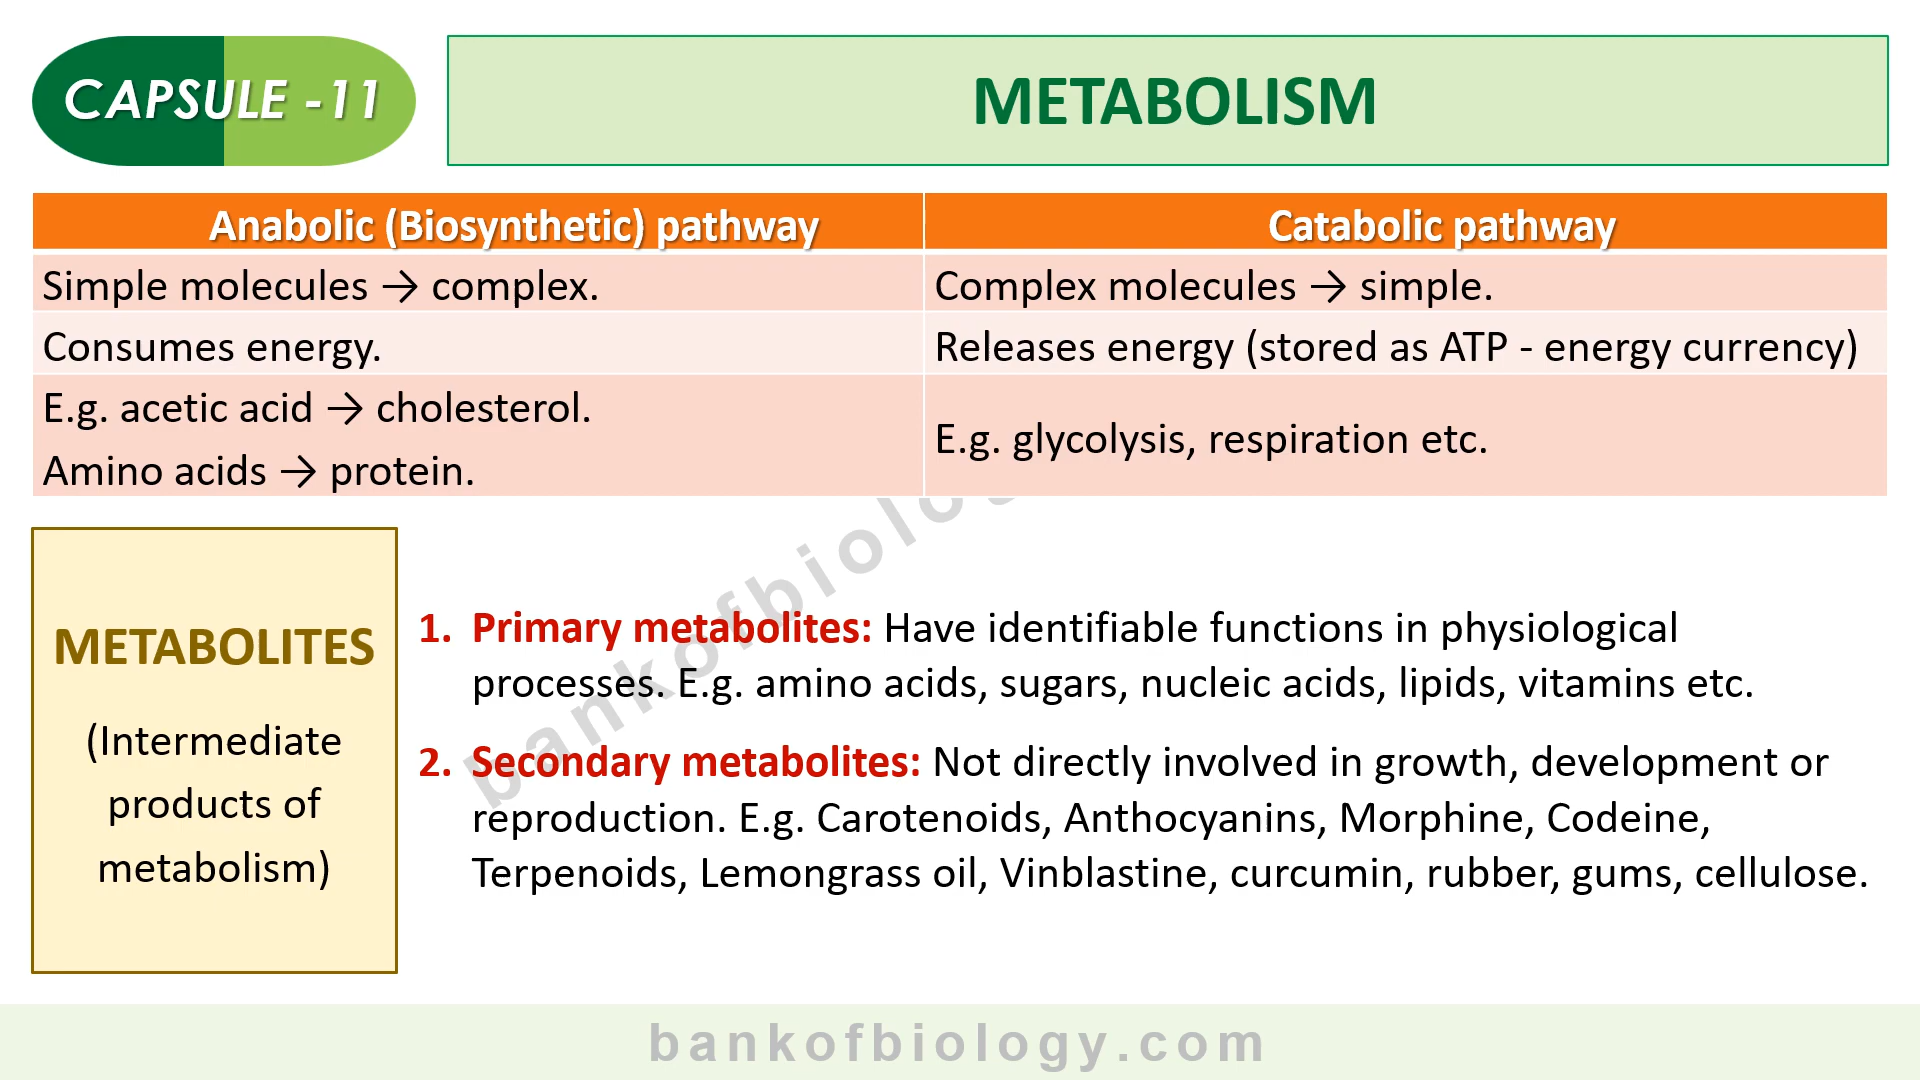 CAPSULE -11
METABOLISM
Anabolic (Biosynthetic) pathway
Catabolic pathway
Simple molecules → complex.
Complex molecules → simple.
Consumes energy.
Releases energy (stored as ATP - energy currency)
E.g. acetic acid → cholesterol.
Amino acids → protein.
E.g. glycolysis, respiration etc.
METABOLITES
(Intermediate
products of
metabolism)
1. Primary metabolites: Have identifiable functions in physiological
processes. E.g. amino acids, sugars, nucleic acids, lipids, vitamins etc.
2. Secondary metabolites: Not directly involved in growth, development or
reproduction. E.g. Carotenoids, Anthocyanins, Morphine, Codeine,
Terpenoids, Lemongrass oil, Vinblastine, curcumin, rubber, gums, cellulose.
bankofbiology
bankofbiology.com